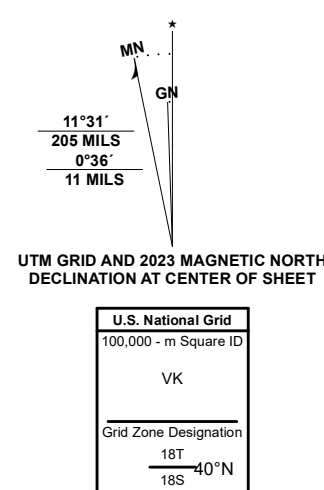 MN
GN
11°31´
205 MILS
0°36´
11 MILS
UTM GRID AND 2023 MAGNETIC NORTH
DECLINATION AT CENTER OF SHEET
U.S. National Grid
100,000 - m Square ID
VK
Grid Zone Designation
18T
40°N
18S